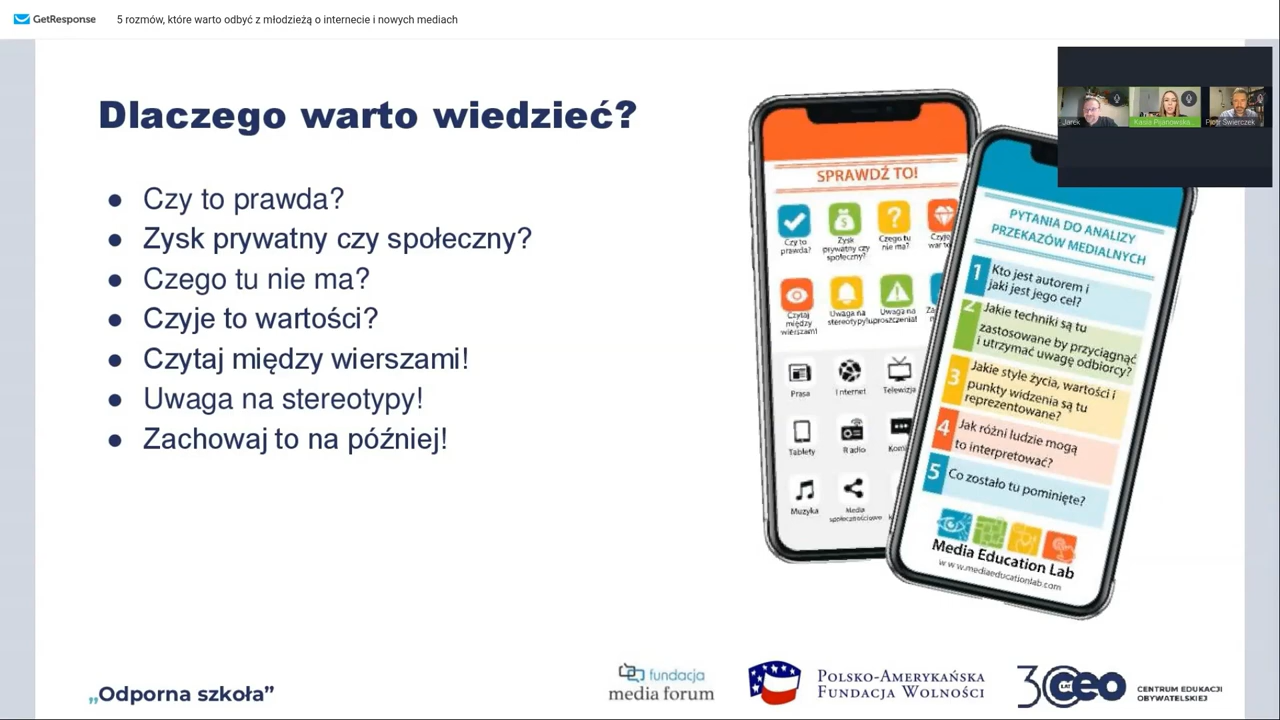 GetResponse
5 rozmów, które warto odbyć z młodzieżą o internecie i nowych mediach
Dlaczego warto wiedzieć?
Czy to prawda?
Zysk prywatny czy społeczny?
Czego tu nie ma?
Czyje to wartości?
Czytaj między wierszami!
Uwaga na stereotypy!
Zachowaj to na później!
SPRAWDŹ TO!
Czy to
prawda?
Zysk
prywatny czy
społeczny?
Czego tu
nie ma?
Czytaj
między
wierszami!
Uwaga na
stereotypy!
Uwaga na
uproszczenia!
Prasa
Internet
Telewizja
Tablety
Radio
Muzyka
Media
społecznościowe
PYTANIA DO ANALIZY
PRZEKAZÓW MEDIALNYCH
1 Kto jest autorem i
jaki jest jego cel?
2 Jakie techniki są tu
zastosowane by przyciągnąć
i utrzymać uwagę odbiorcy?
3 Jakie style życia, wartości i
punkty widzenia są tu
reprezentowane?
4 Jak różni ludzie mogą
to interpretować?
5 Co zostało tu pominięte?
Media Education Lab
www.mediaeducationlab.com
Jarek
Piotr Świerczek
„Odporna szkoła”
fundacja
media forum
POLSKO-AMERYKAŃSKA
FUNDACJA WOLNOŚCI
30 LAT CEO
CENTRUM EDUKACJI
OBYWATELSKIEJ